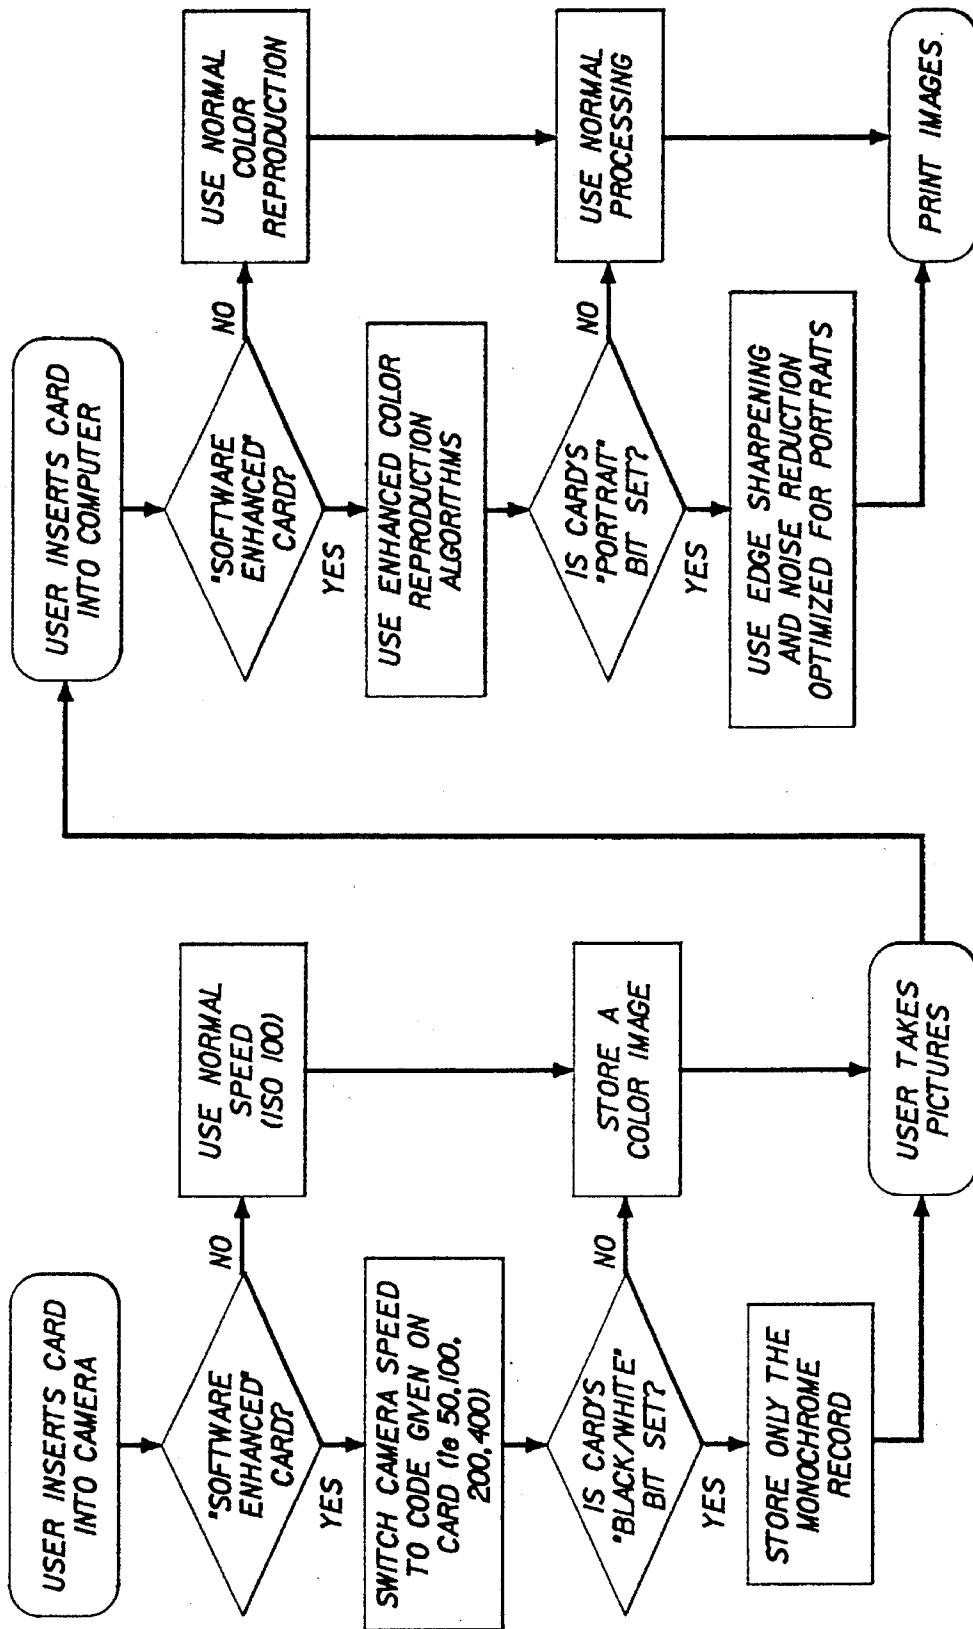 USER INSERTS CARD
INTO CAMERA
"SOFTWARE
ENHANCED"
CARD?
NO
USE NORMAL
SPEED
(ISO 100)
YES
SWITCH CAMERA SPEED
TO CODE GIVEN ON
CARD (Ie 50,100,
200,400)
IS CARD'S
"BLACK/WHITE"
BIT SET?
NO
STORE A
COLOR IMAGE
YES
STORE ONLY THE
MONOCHROME
RECORD
USER TAKES
PICTURES
USER INSERTS CARD
INTO COMPUTER
"SOFTWARE
ENHANCED"
CARD?
NO
USE NORMAL
COLOR
REPRODUCTION
YES
USE ENHANCED COLOR
REPRODUCTION
ALGORITHMS
IS CARD'S
"PORTRAIT"
BIT SET?
NO
USE NORMAL
PROCESSING
YES
USE EDGE SHARPENING
AND NOISE REDUCTION
OPTIMIZED FOR PORTRAITS
PRINT IMAGES